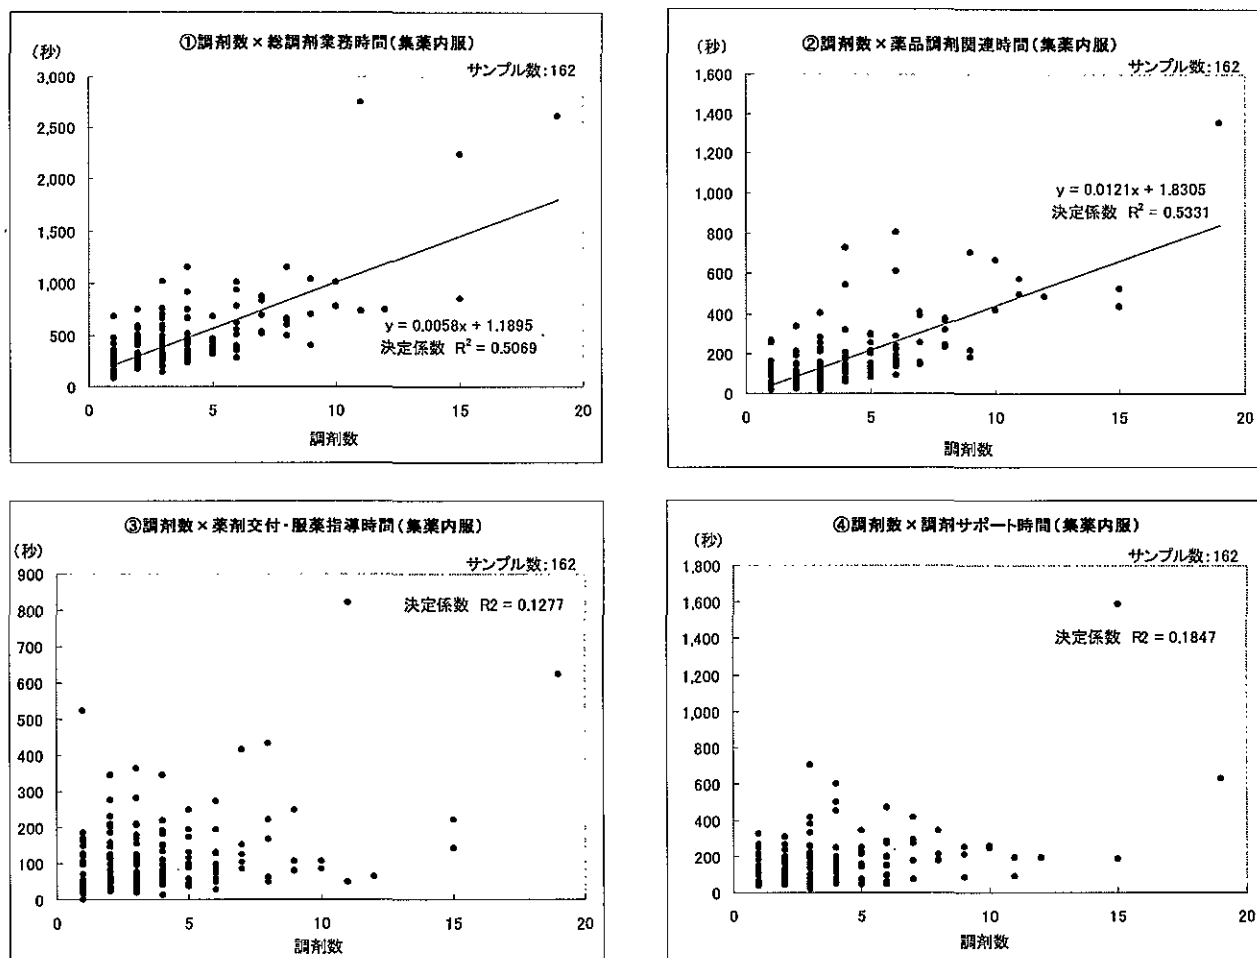 ①調剤数×総調剤業務時間(集薬内服)
(秒)
サンプル数:162
3,000
2,500
2,000
1,500
1,000
500
0
y = 0.0058x + 1.1895
決定係数 R² = 0.5069
0 5 10 15 20
調剤数
②調剤数×薬品調剤関連時間(集薬内服)
(秒)
サンプル数:162
1,600
1,400
1,200
1,000
800
600
400
200
0
y = 0.0121x + 1.8305
決定係数 R² = 0.5331
0 5 10 15 20
調剤数
③調剤数×薬剤交付・服薬指導時間(集薬内服)
(秒)
サンプル数:162
900
800
700
600
500
400
300
200
100
0
決定係数 R2 = 0.1277
0 5 10 15 20
調剤数
④調剤数×調剤サポート時間(集薬内服)
(秒)
サンプル数:162
1,800
1,600
1,400
1,200
1,000
800
600
400
200
0
決定係数 R2 = 0.1847
0 5 10 15 20
調剤数